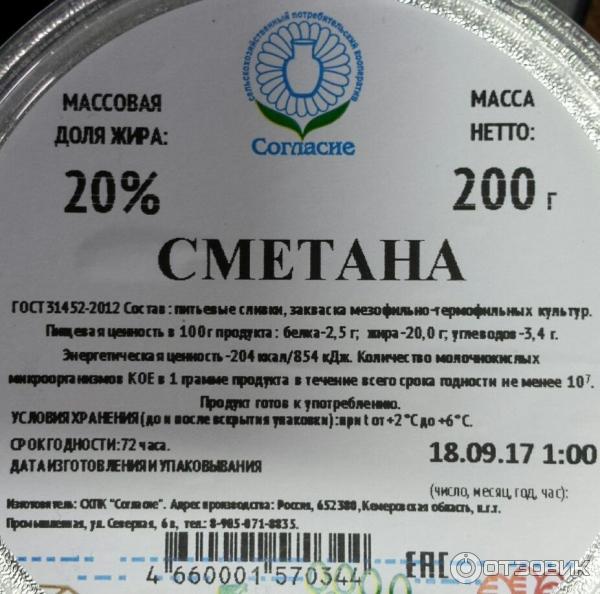 сельскохозяйственный потребительский кооператив
Согласие
МАССОВАЯ
ДОЛЯ ЖИРА:
20%
МАССА
НЕТТО:
200 г
СМЕТАНА
ГОСТ 31452-2012 Состав: питьевые сливки, закваска мезофильно-термофильных культур.
Пищевая ценность в 100г продукта: белка-2,5 г; жира-20,0 г; углеводов-3,4 г.
Энергетическая ценность-204 ккал/854 кДж. Количество молочнокислых
микроорганизмов КОЕ в 1 грамме продукта в течение всего срока годности не менее 10⁷.
Продукт готов к употреблению.
УСЛОВИЯ ХРАНЕНИЯ (до и после вскрытия упаковки): при t от +2 °С до +6°С.
СРОК ГОДНОСТИ: 72 часа.
ДАТА ИЗГОТОВЛЕНИЯ И УПАКОВЫВАНИЯ
18.09.17 1:00
(число, месяц, год, час):
Изготовитель: СХПК "Согласие". Адрес производства: Россия, 652380, Кемеровская область, п.г.т.
Промышленная, ул. Северная, 6в, тел.: 8-905-071-8835.
4 660001 570344
EAC
ОТЗОВИК